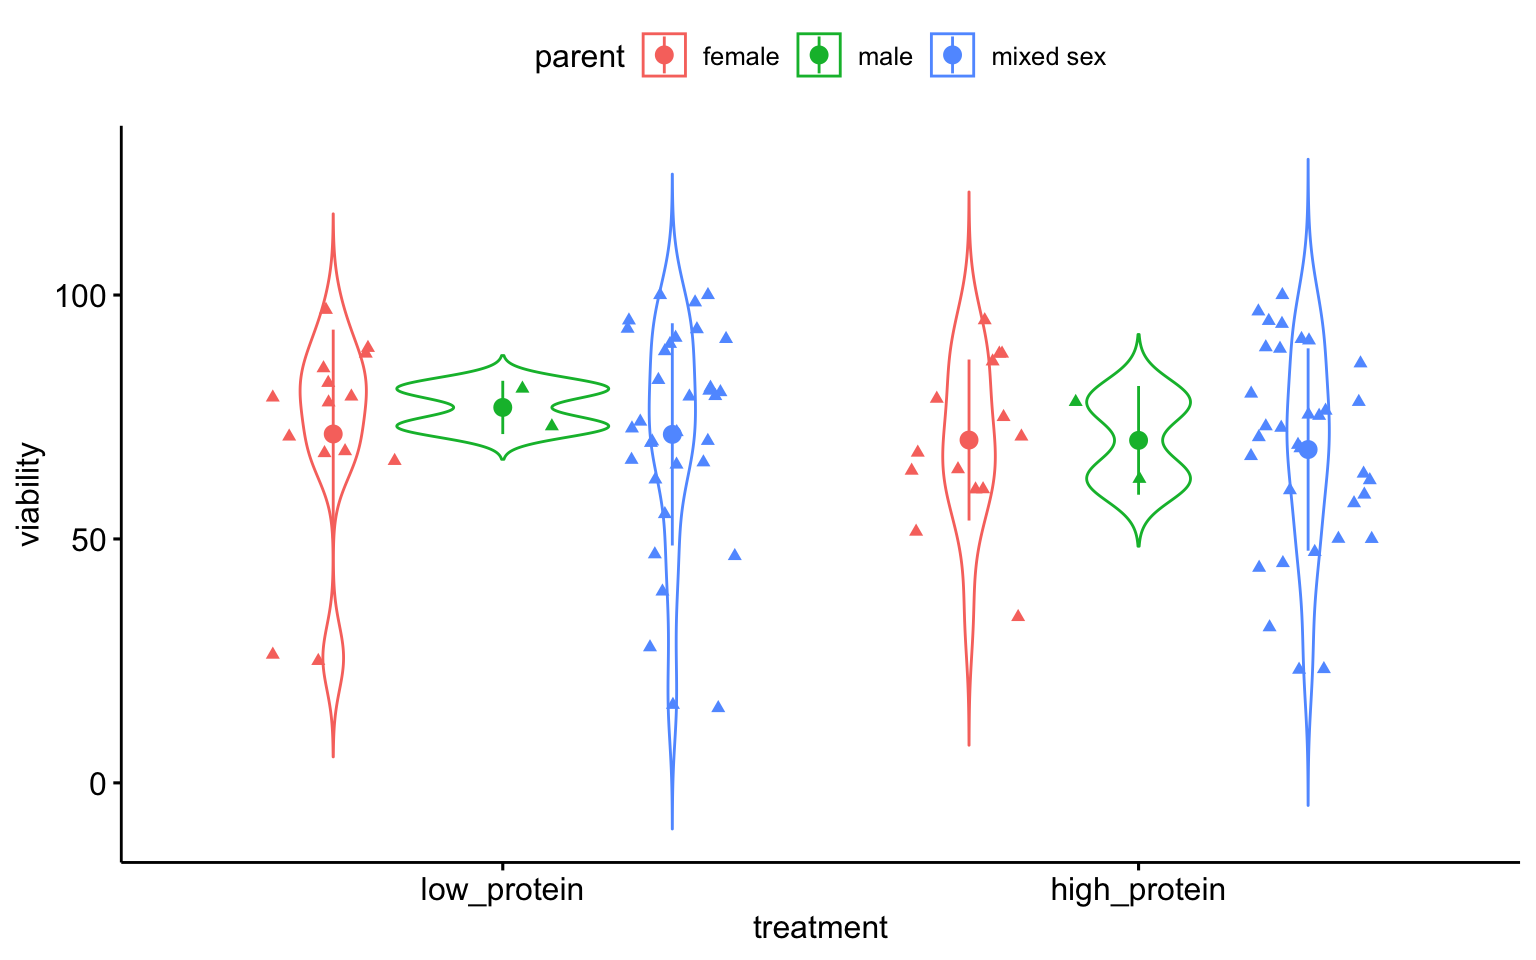 parent female male mixed sex
viability
100
50
0
low_protein high_protein
treatment